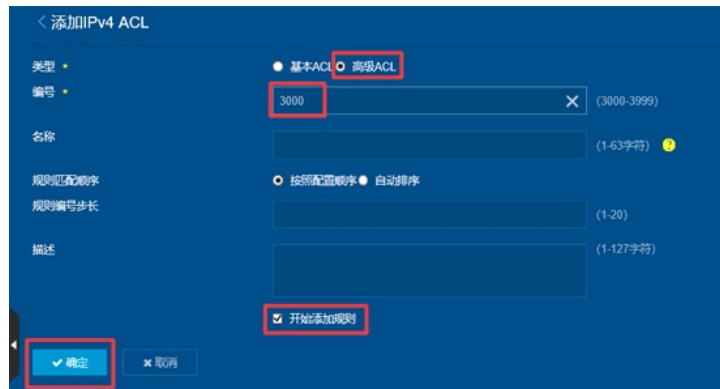 添加IPv4 ACL
类型
基本ACL 高级ACL
编号
3000 (3000-3999)
名称
(1-63字符) ?
规则匹配顺序
按照配置顺序 自动排序
规则编号步长
(1-20)
描述
(1-127字符)
开始添加规则
确定 取消